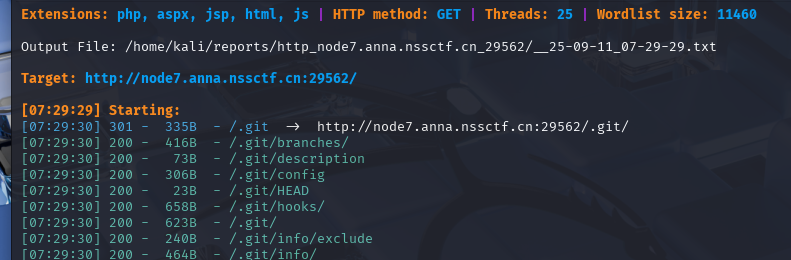 Extensions: php, aspx, jsp, html, js | HTTP method: GET | Threads: 25 | Wordlist size: 11460
Output File: /home/kali/reports/http_node7.anna.nssctf.cn_29562/__25-09-11_07-29-29.txt
Target: http://node7.anna.nssctf.cn:29562/
[07:29:29] Starting:
[07:29:30] 301 -  335B  - /.git  ->  http://node7.anna.nssctf.cn:29562/.git/
[07:29:30] 200 -  416B  - /.git/branches/
[07:29:30] 200 -   73B  - /.git/description
[07:29:30] 200 -  306B  - /.git/config
[07:29:30] 200 -   23B  - /.git/HEAD
[07:29:30] 200 -  658B  - /.git/hooks/
[07:29:30] 200 -  623B  - /.git/
[07:29:30] 200 -  240B  - /.git/info/exclude
[07:29:30] 200 -  464B  - /.git/info/